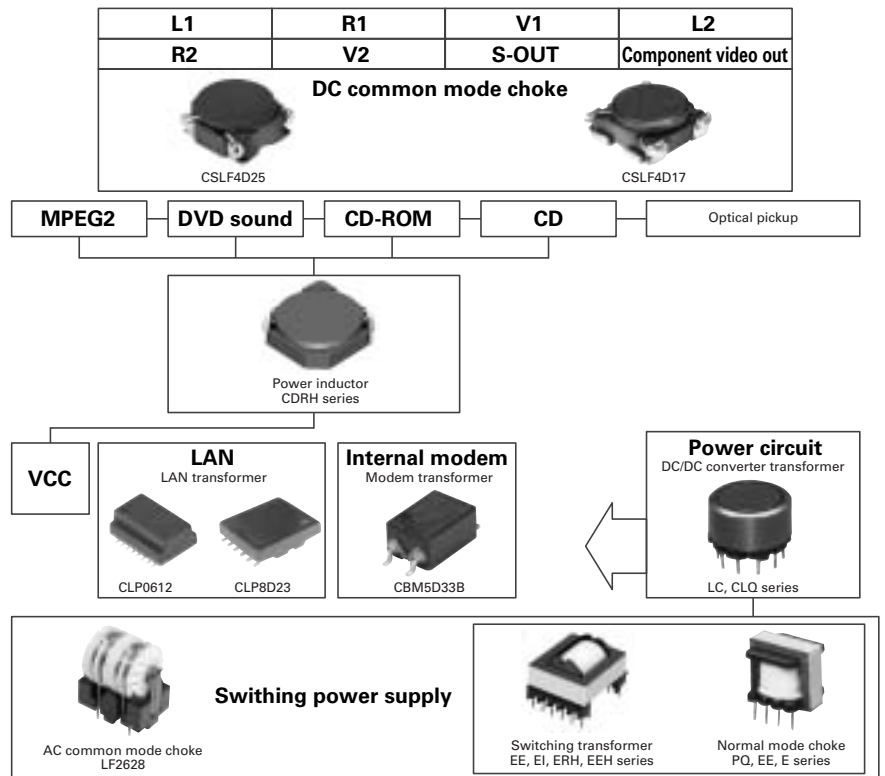 L1 R1 V1 L2
R2 V2 S-OUT Component video out
DC common mode choke
CSLF4D25 CSLF4D17
MPEG2 DVD sound CD-ROM CD Optical pickup
Power inductor
CDRH series
VCC
LAN
LAN transformer
CLP0612 CLP8D23
Internal modem
Modem transformer
CBM5D33B
Power circuit
DC/DC converter transformer
LC, CLQ series
Swithing power supply
AC common mode choke
LF2628
Switching transformer
EE, EI, ERH, EEH series
Normal mode choke
PQ, EE, E series